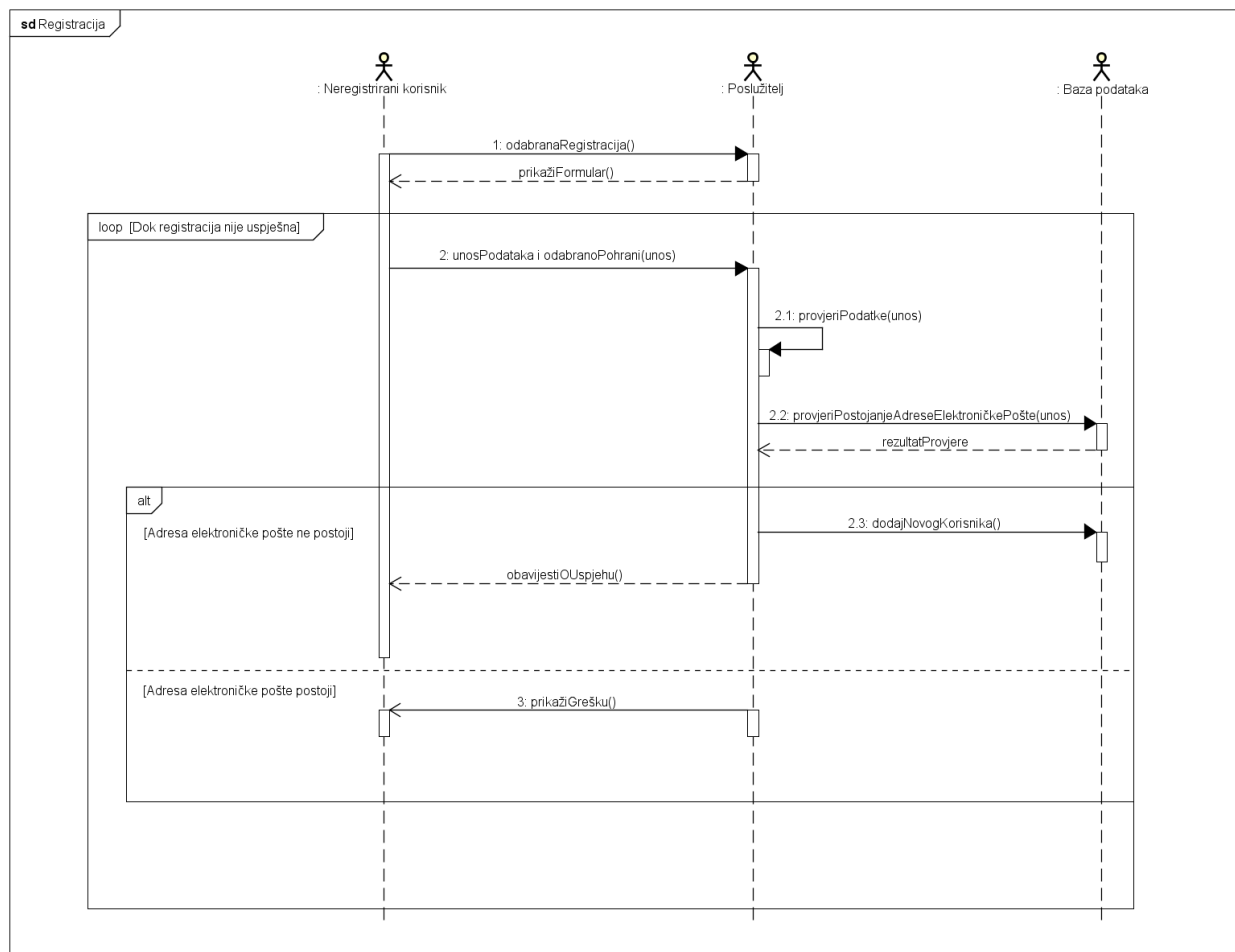 sd Registracija
: Neregistrirani korisnik
: Poslužitelj
: Baza podataka
1: odabranaRegistracija()
prikažiFormular()
loop [Dok registracija nije uspješna]
2: unosPodataka i odabranoPohrani(unos)
2.1: provjeriPodatke(unos)
2.2: provjeriPostojanjeAdreseElektroničkePošte(unos)
rezultatProvjere
alt
[Adresa elektroničke pošte ne postoji]
2.3: dodajNovogKorisnika()
obavijestiOUspjehu()
[Adresa elektroničke pošte postoji]
3: prikažiGrešku()